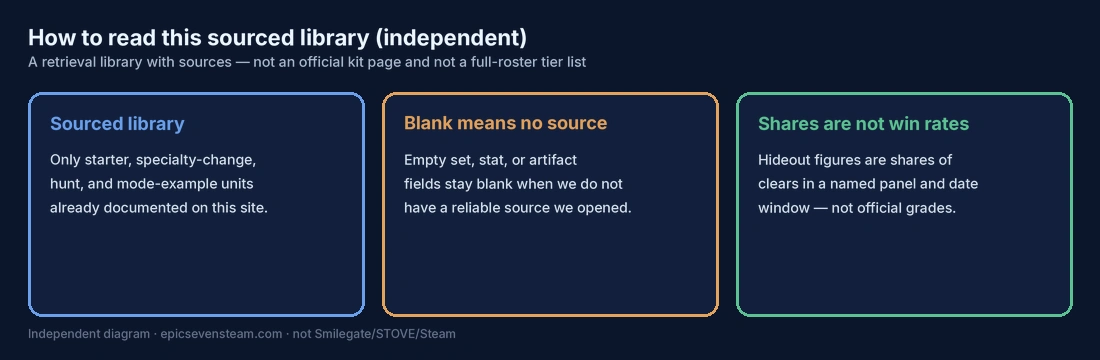 How to read this sourced library (independent)
A retrieval library with sources — not an official kit page and not a full-roster tier list
Sourced library
Only starter, specialty-change,
hunt, and mode-example units
already documented on this site.
Blank means no source
Empty set, stat, or artifact
fields stay blank when we do not
have a reliable source we opened.
Shares are not win rates
Hideout figures are shares of
clears in a named panel and date
window — not official grades.
Independent diagram · epicsevensteam.com · not Smilegate/STOVE/Steam